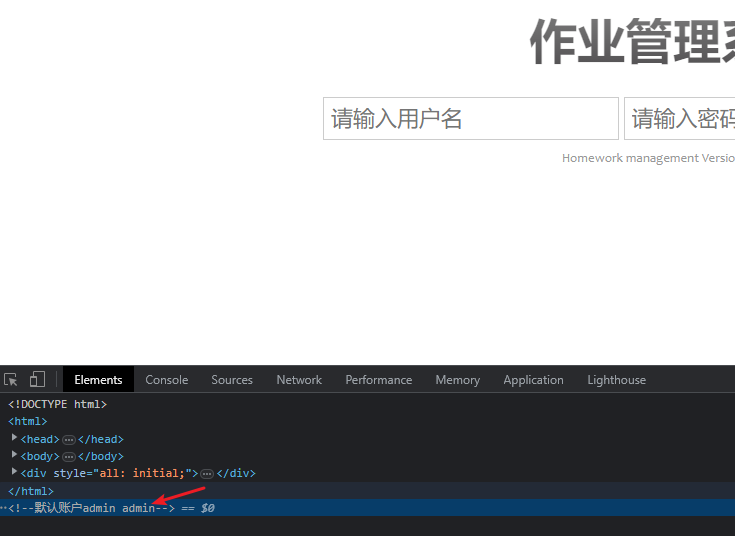 作业管理系
请输入用户名 请输入密码
Homework management Versio
Elements Console Sources Network Performance Memory Application Lighthouse
<!DOCTYPE html>
<html>
<head>…</head>
<body>…</body>
<div style="all: initial;">…</div>
</html>
…<!--默认账户admin admin--> == $0